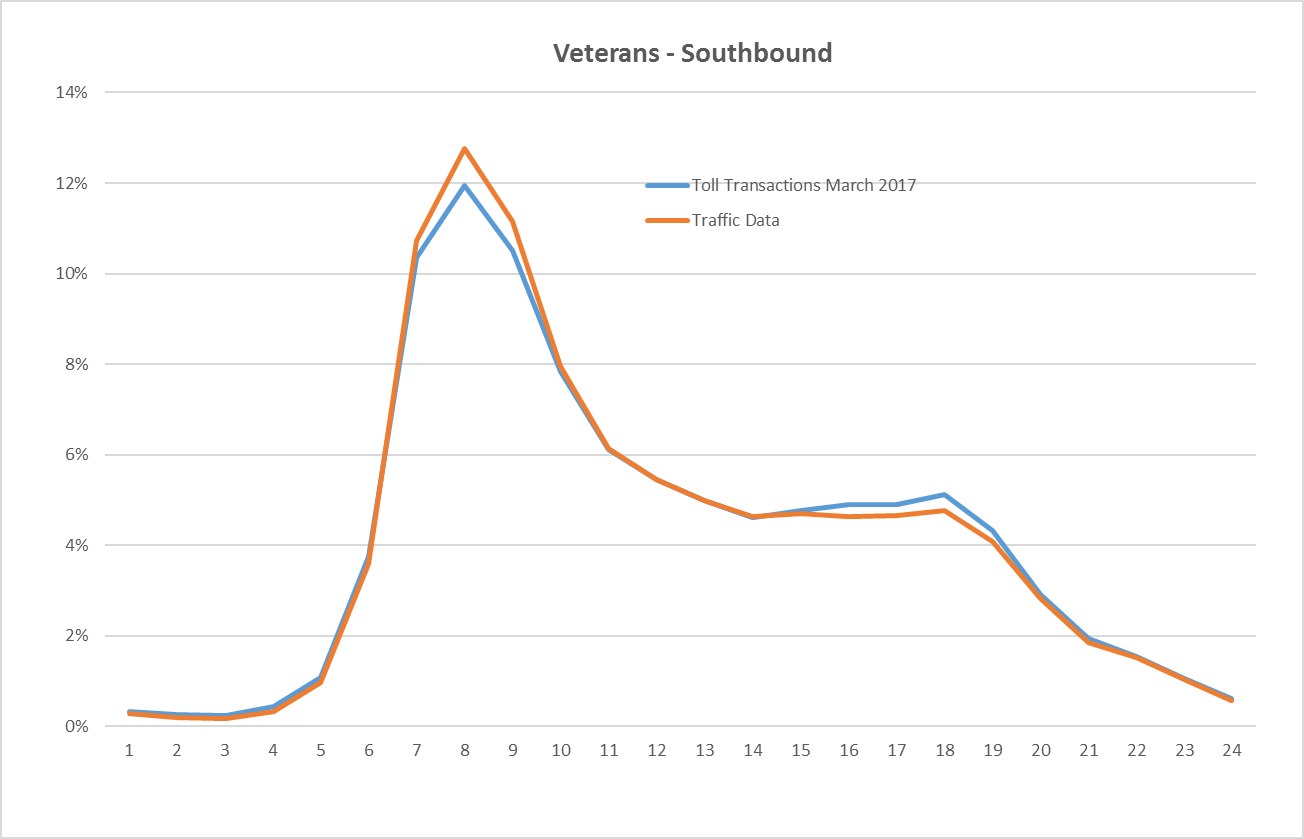 Veterans - Southbound
14%
12%
Toll Transactions March 2017
Traffic Data
10%
8%
6%
4%
2%
0%
1 2 3 4 5 6 7 8 9 10 11 12 13 14 15 16 17 18 19 20 21 22 23 24